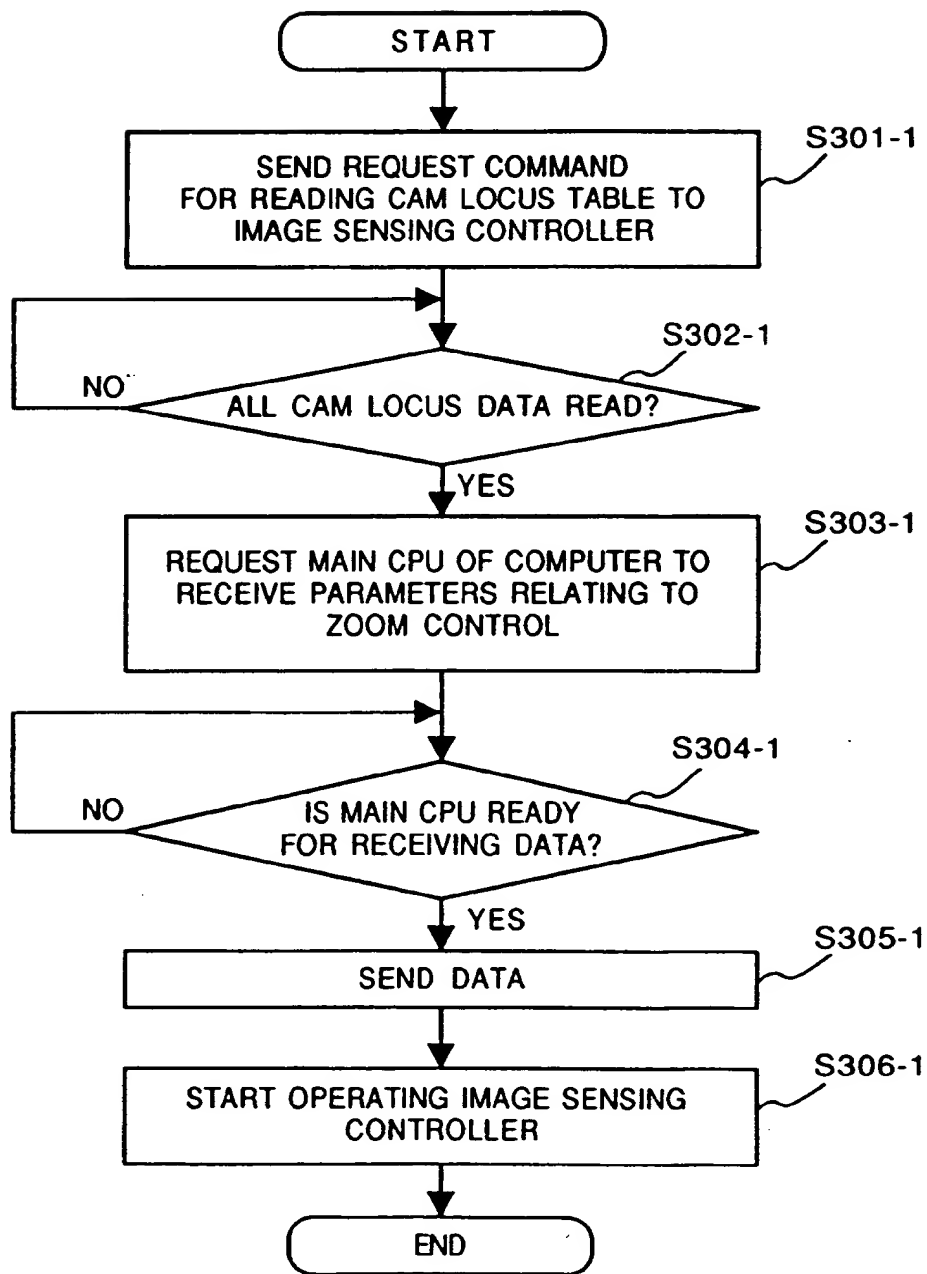 START
S301-1
SEND REQUEST COMMAND
FOR READING CAM LOCUS TABLE TO
IMAGE SENSING CONTROLLER
S302-1
NO
ALL CAM LOCUS DATA READ?
YES
S303-1
REQUEST MAIN CPU OF COMPUTER TO
RECEIVE PARAMETERS RELATING TO
ZOOM CONTROL
S304-1
NO
IS MAIN CPU READY
FOR RECEIVING DATA?
YES
S305-1
SEND DATA
S306-1
START OPERATING IMAGE SENSING
CONTROLLER
END